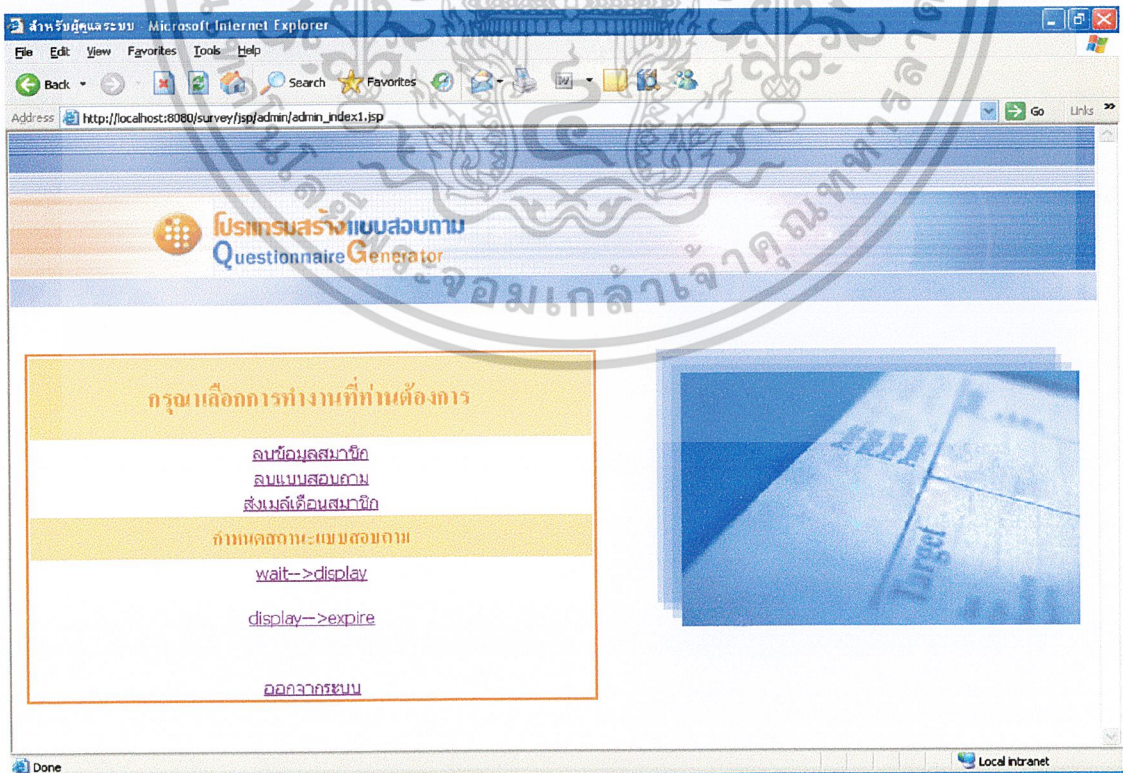 สำหรับผู้ดูแลระบบ - Microsoft Internet Explorer
File Edit View Favorites Tools Help
Back Search Favorites
Address http://localhost:8080/survey/jsp/admin/admin_index1.jsp Go Links
โปรแกรมสร้างแบบสอบถาม
Questionnaire Generator
พระจอมเกล้าเจ้าคุณทหาร
กรุณาเลือกการทำงานที่ท่านต้องการ
ลบข้อมูลสมาชิก
ลบแบบสอบถาม
ส่งเมล์เตือนสมาชิก
กำหนดสถานะแบบสอบถาม
wait-->display
display-->expire
ออกจากระบบ
Target
Done Local intranet